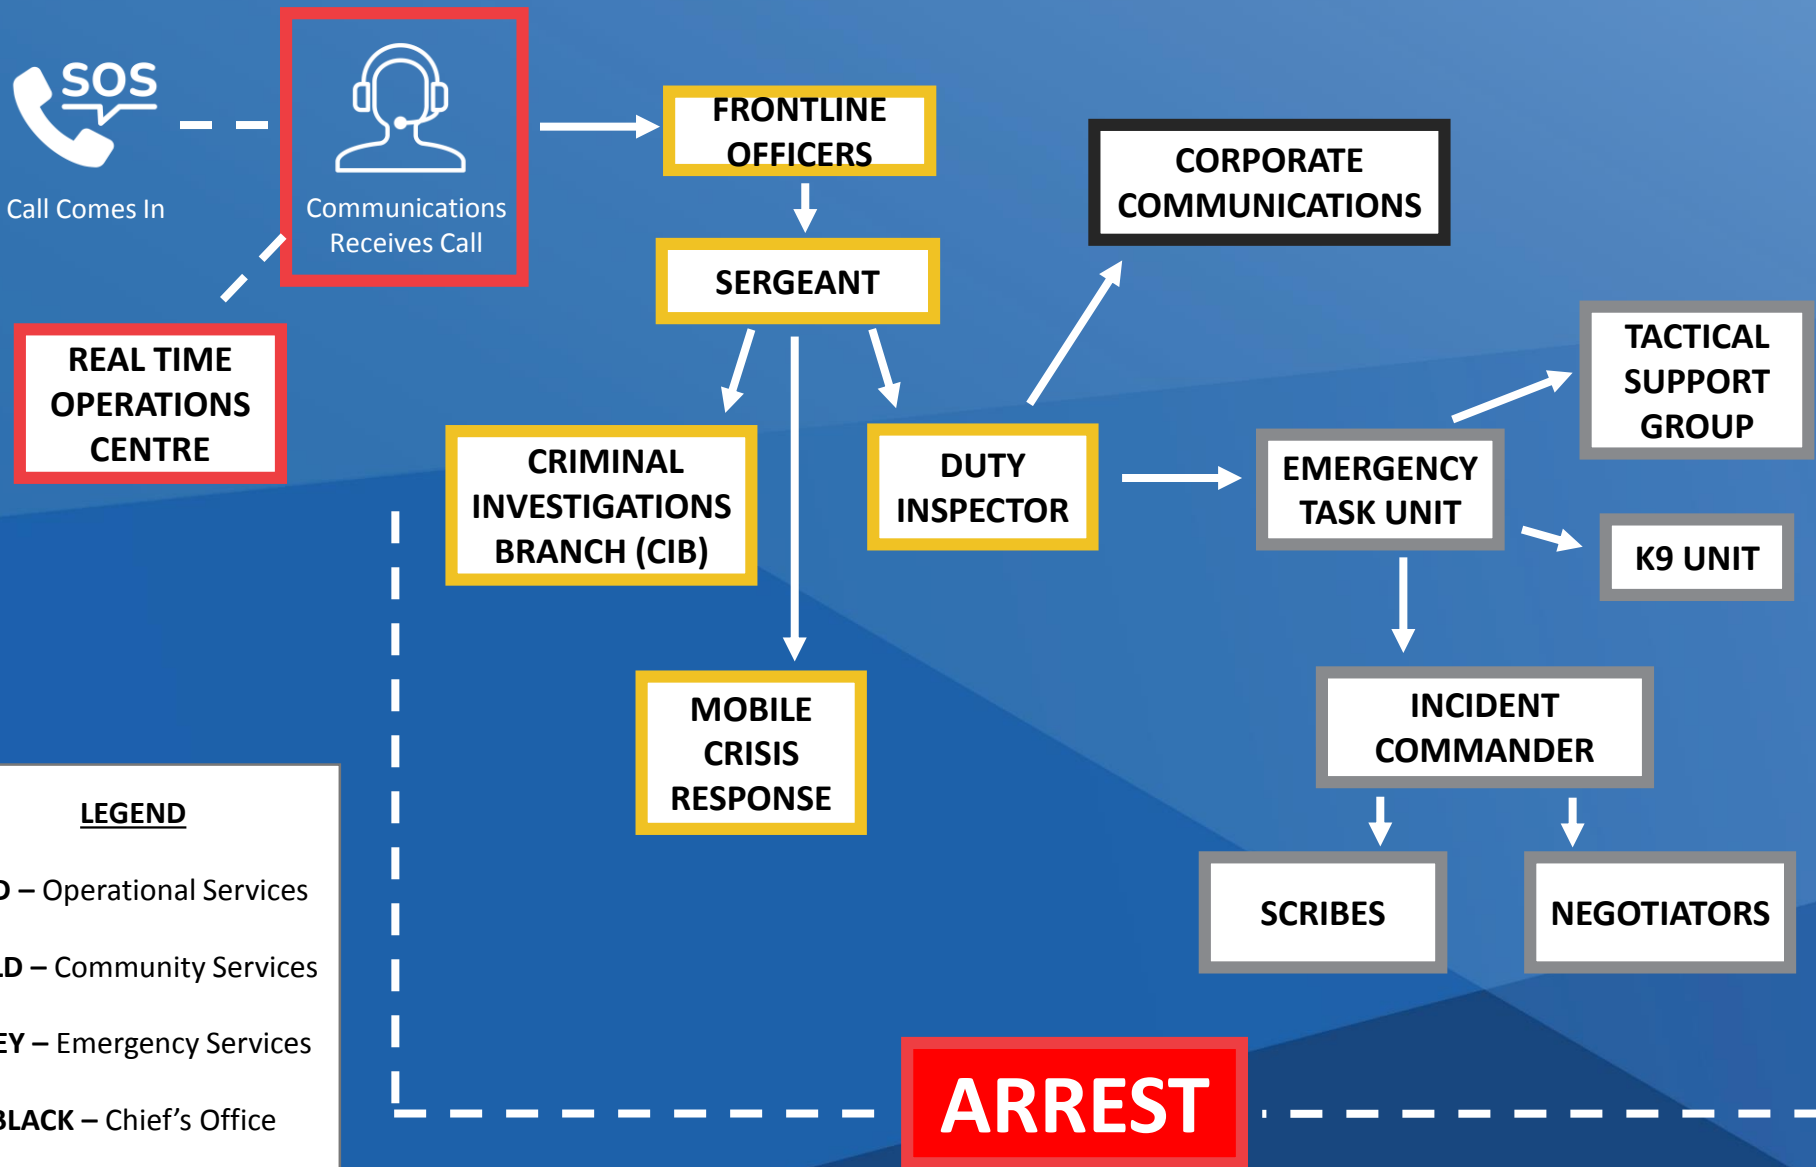 SOS
Call Comes In
Communications
Receives Call
FRONTLINE
OFFICERS
CORPORATE
COMMUNICATIONS
SERGEANT
REAL TIME
OPERATIONS
CENTRE
TACTICAL
SUPPORT
GROUP
CRIMINAL
INVESTIGATIONS
BRANCH (CIB)
DUTY
INSPECTOR
EMERGENCY
TASK UNIT
K9 UNIT
MOBILE
CRISIS
RESPONSE
INCIDENT
COMMANDER
SCRIBES
NEGOTIATORS
LEGEND
D – Operational Services
LD – Community Services
EY – Emergency Services
BLACK – Chief's Office
ARREST